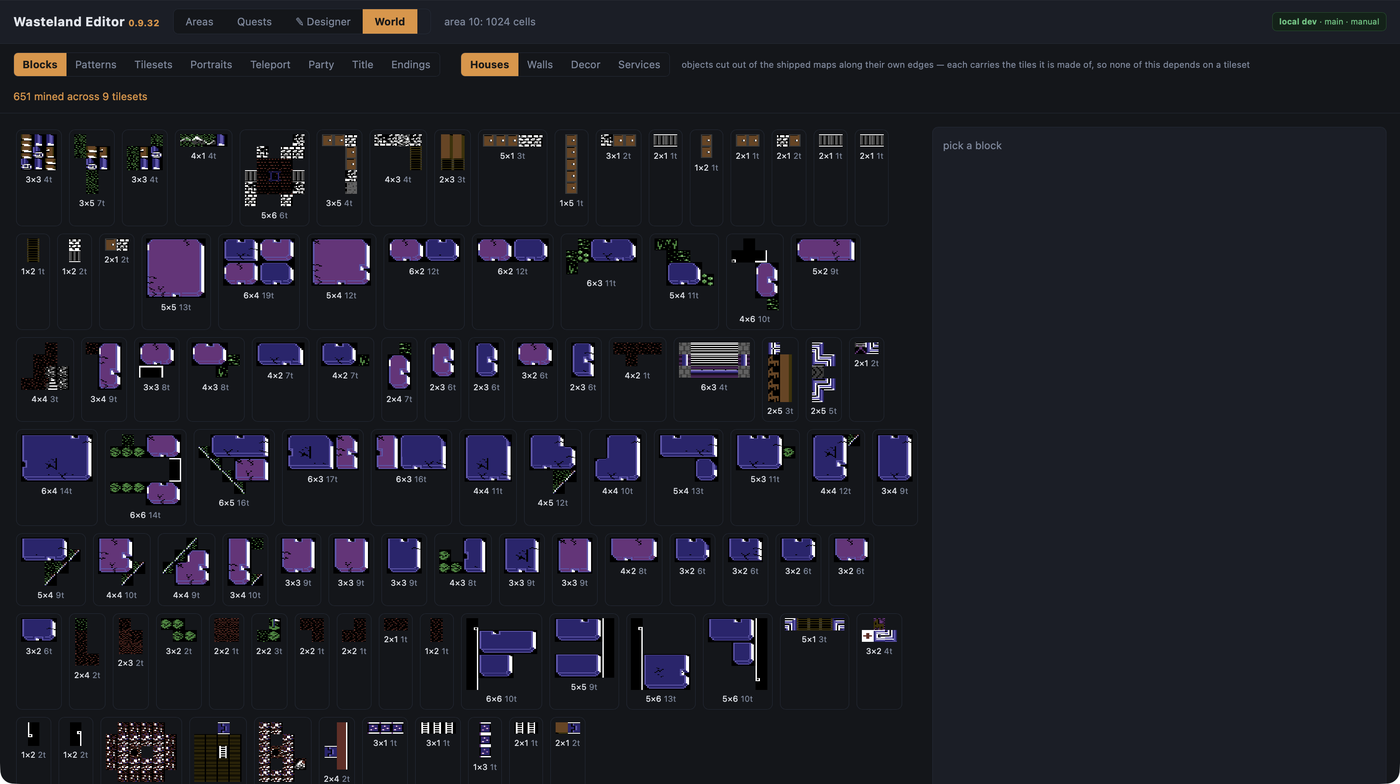 Wasteland Editor 0.9.32 Areas Quests ✎ Designer World area 10: 1024 cells local dev · main · manual
Blocks Patterns Tilesets Portraits Teleport Party Title Endings Houses Walls Decor Services objects cut out of the shipped maps along their own edges — each carries the tiles it is made of, so none of this depends on a tileset
651 mined across 9 tilesets
pick a block
3×3 4t 3×5 7t 3×3 4t 4×1 4t 5×6 6t 3×5 4t 4×3 4t 2×3 3t 5×1 3t 1×5 1t 3×1 2t 2×1 1t 1×2 1t 2×1 1t 2×1 2t 2×1 1t 2×1 1t
1×2 1t 1×2 2t 2×1 2t 5×5 13t 6×4 19t 5×4 12t 6×2 12t 6×2 12t 6×3 11t 5×4 11t 4×6 10t 5×2 9t
4×4 3t 3×4 9t 3×3 8t 4×3 8t 4×2 7t 4×2 7t 2×4 7t 2×3 6t 2×3 6t 3×2 6t 2×3 6t 4×2 1t 6×3 4t 2×5 3t 2×5 5t 2×1 2t
6×4 14t 6×6 14t 6×5 16t 6×3 17t 6×3 16t 4×4 11t 4×5 12t 4×4 10t 5×4 13t 5×3 11t 4×4 12t 3×4 9t
5×4 9t 4×4 10t 4×4 9t 3×4 10t 3×3 9t 3×3 9t 3×3 9t 4×3 8t 3×3 9t 3×3 9t 4×2 8t 3×2 6t 3×2 6t 3×2 6t 3×2 6t
3×2 6t 2×4 2t 2×3 2t 3×2 2t 2×2 1t 2×2 3t 2×2 1t 2×2 1t 2×1 1t 1×2 1t 6×6 10t 5×5 9t 5×6 13t 5×6 10t 5×1 3t 3×2 4t
1×2 2t 1×2 2t 2×4 2t 3×1 1t 3×1 1t 1×3 1t 2×1 1t 2×1 2t